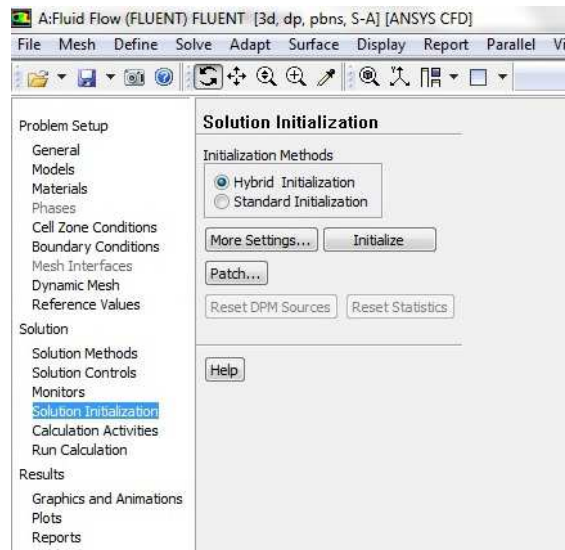 A:Fluid Flow (FLUENT) FLUENT [3d, dp, pbns, S-A] [ANSYS CFD]
File Mesh Define Solve Adapt Surface Display Report Parallel
Problem Setup
General
Models
Materials
Phases
Cell Zone Conditions
Boundary Conditions
Mesh Interfaces
Dynamic Mesh
Reference Values
Solution
Solution Methods
Solution Controls
Monitors
Solution Initialization
Calculation Activities
Run Calculation
Results
Graphics and Animations
Plots
Reports
Solution Initialization
Initialization Methods
Hybrid Initialization
Standard Initialization
More Settings... Initialize
Patch...
Reset DPM Sources Reset Statistics
Help